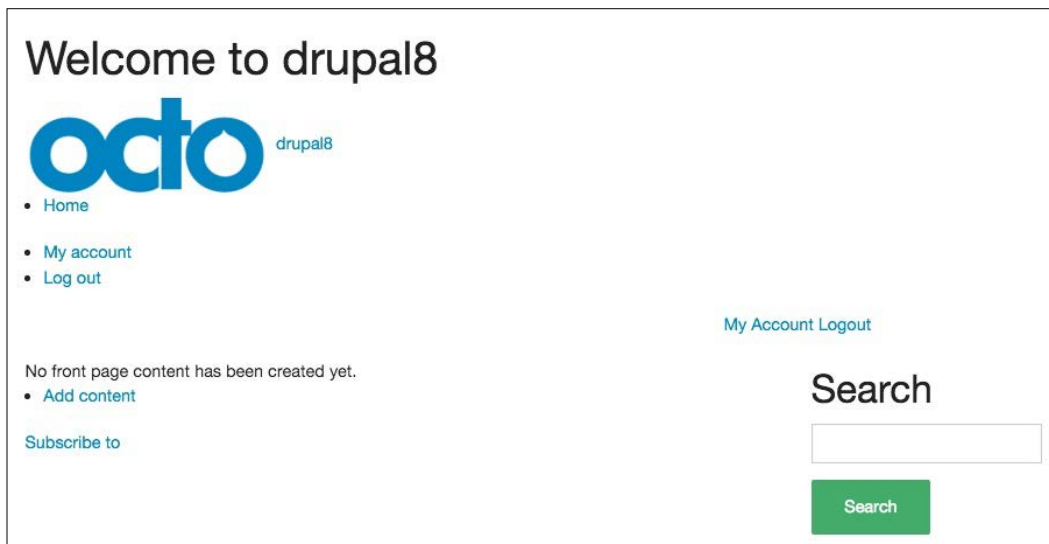 Welcome to drupal8
octo drupal8
Home
My account
Log out
My Account Logout
No front page content has been created yet.
Add content
Subscribe to
Search
Search